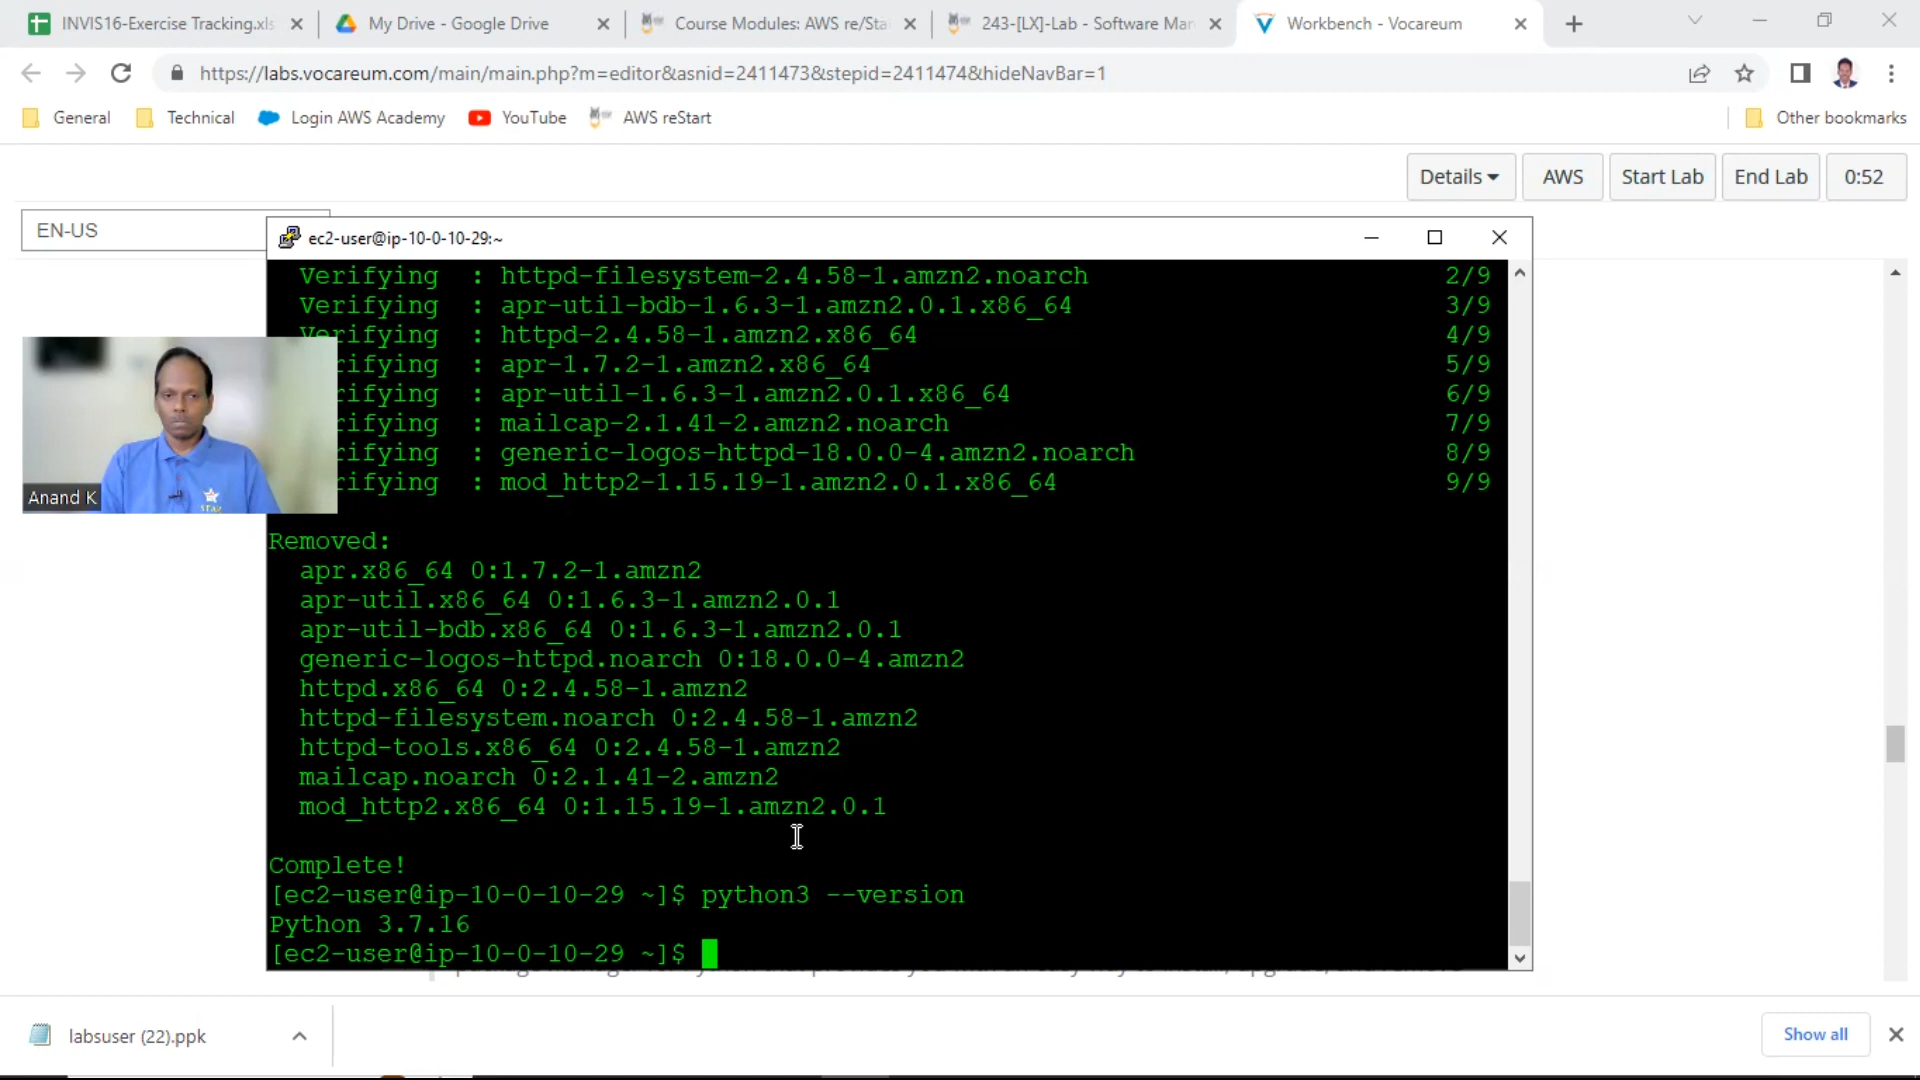 INVIS16-Exercise Tracking.xls
My Drive - Google Drive
Course Modules: AWS re/Sta
243-[LX]-Lab - Software Man
Workbench - Vocareum
https://labs.vocareum.com/main/main.php?m=editor&asnid=2411473&stepid=2411474&hideNavBar=1
General
Technical
Login AWS Academy
YouTube
AWS reStart
Other bookmarks
Details
AWS
Start Lab
End Lab
0:52
EN-US
ec2-user@ip-10-0-10-29:~
Verifying : httpd-filesystem-2.4.58-1.amzn2.noarch 2/9
Verifying : apr-util-bdb-1.6.3-1.amzn2.0.1.x86_64 3/9
Verifying : httpd-2.4.58-1.amzn2.x86_64 4/9
rifying : apr-1.7.2-1.amzn2.x86_64 5/9
rifying : apr-util-1.6.3-1.amzn2.0.1.x86_64 6/9
rifying : mailcap-2.1.41-2.amzn2.noarch 7/9
rifying : generic-logos-httpd-18.0.0-4.amzn2.noarch 8/9
rifying : mod_http2-1.15.19-1.amzn2.0.1.x86_64 9/9
Anand K
STAR
Removed:
apr.x86_64 0:1.7.2-1.amzn2
apr-util.x86_64 0:1.6.3-1.amzn2.0.1
apr-util-bdb.x86_64 0:1.6.3-1.amzn2.0.1
generic-logos-httpd.noarch 0:18.0.0-4.amzn2
httpd.x86_64 0:2.4.58-1.amzn2
httpd-filesystem.noarch 0:2.4.58-1.amzn2
httpd-tools.x86_64 0:2.4.58-1.amzn2
mailcap.noarch 0:2.1.41-2.amzn2
mod_http2.x86_64 0:1.15.19-1.amzn2.0.1
Complete!
[ec2-user@ip-10-0-10-29 ~]$ python3 --version
Python 3.7.16
[ec2-user@ip-10-0-10-29 ~]$
labsuser (22).ppk
Show all